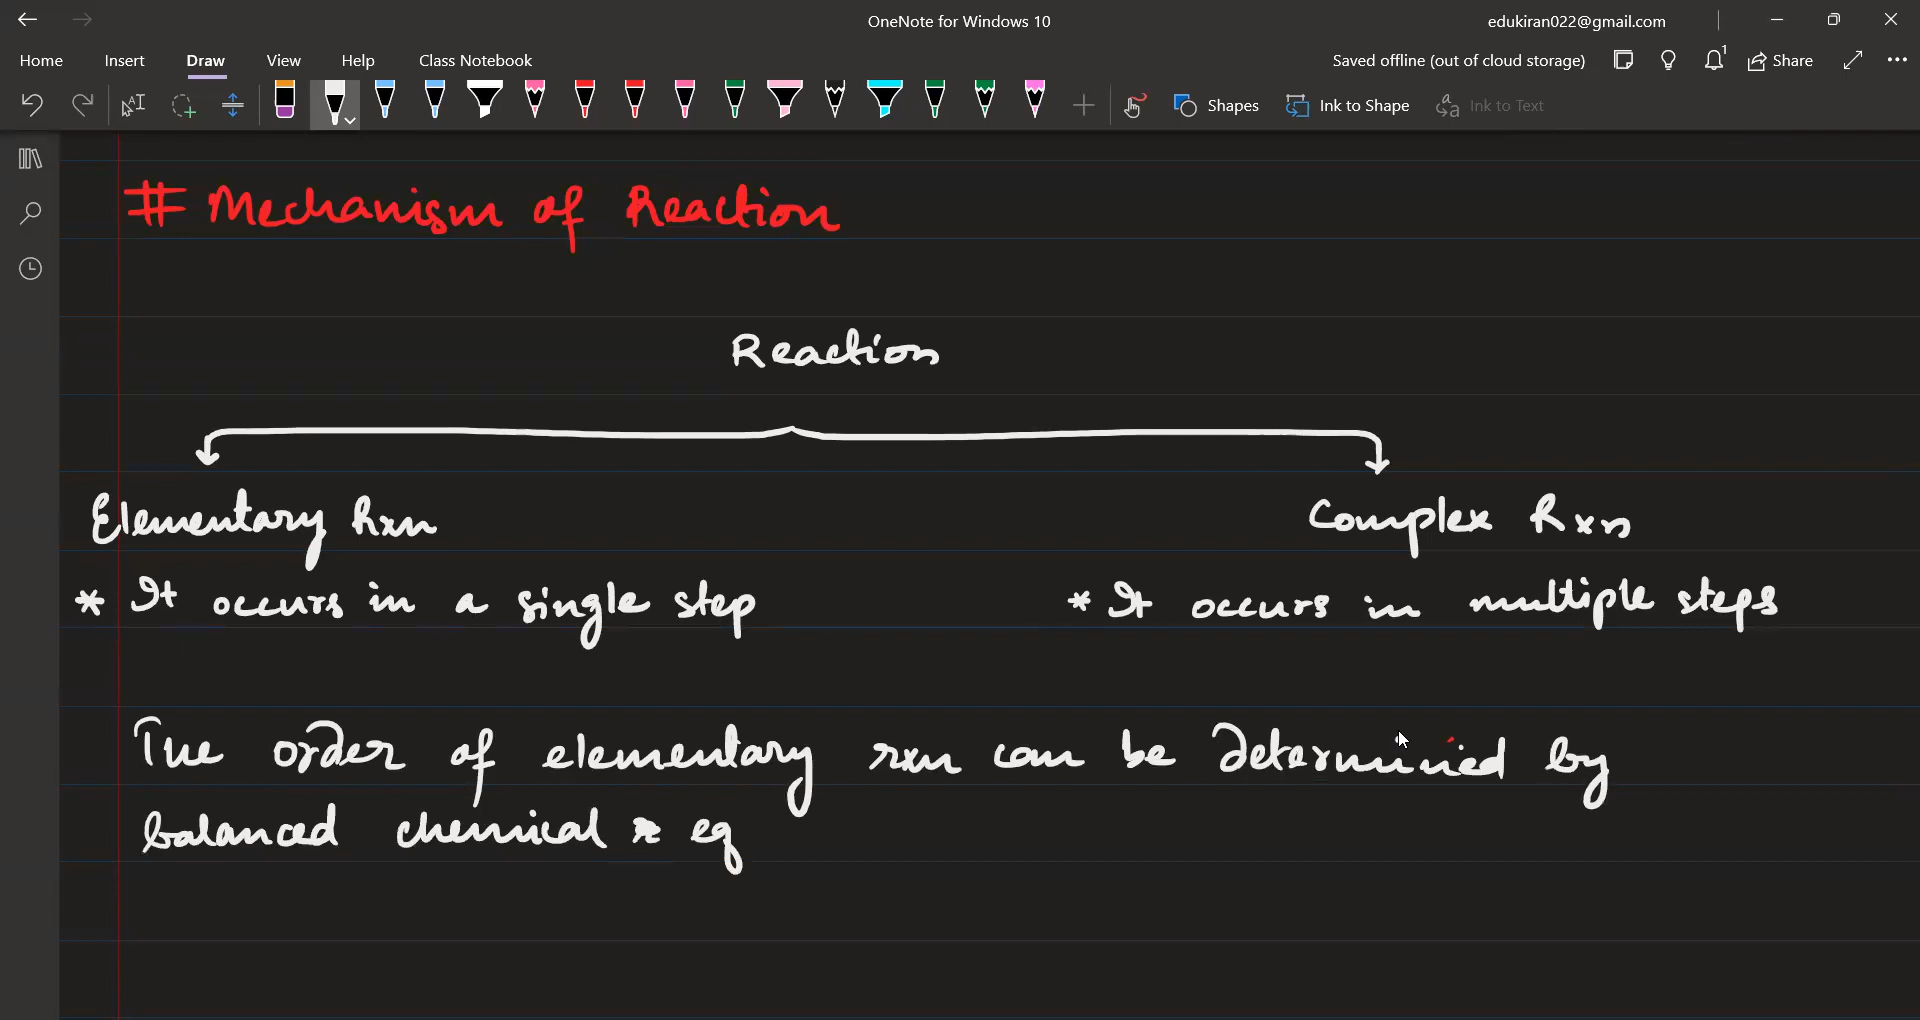 OneNote for Windows 10
edukiran022@gmail.com
Home Insert Draw View Help Class Notebook
Saved offline (out of cloud storage) 1 Share
Shapes Ink to Shape Ink to Text
# Mechanism of Reaction
Reaction
Elementary Rxn Complex Rxn
* It occurs in a single step * It occurs in multiple steps
The order of elementary rxn can be determined by
balanced chemical eq